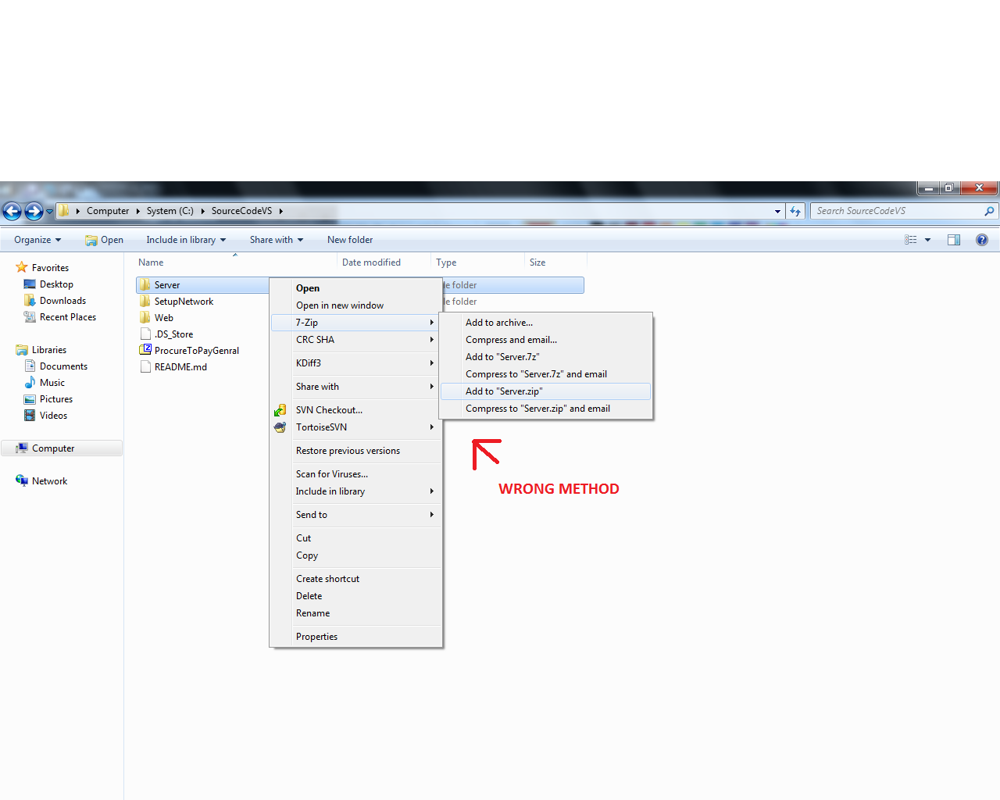 Computer System (C:) SourceCodeVS
Search SourceCodeVS
Organize Open Include in library Share with New folder
Name Date modified Type Size
Favorites
Desktop
Downloads
Recent Places
Libraries
Documents
Music
Pictures
Videos
Computer
Network
Server
SetupNetwork
Web
.DS_Store
ProcureToPayGenral
README.md
folder
folder
Open
Open in new window
7-Zip
CRC SHA
KDiff3
Share with
SVN Checkout...
TortoiseSVN
Restore previous versions
Scan for Viruses...
Include in library
Send to
Cut
Copy
Create shortcut
Delete
Rename
Properties
Add to archive...
Compress and email...
Add to "Server.7z"
Compress to "Server.7z" and email
Add to "Server.zip"
Compress to "Server.zip" and email
WRONG METHOD